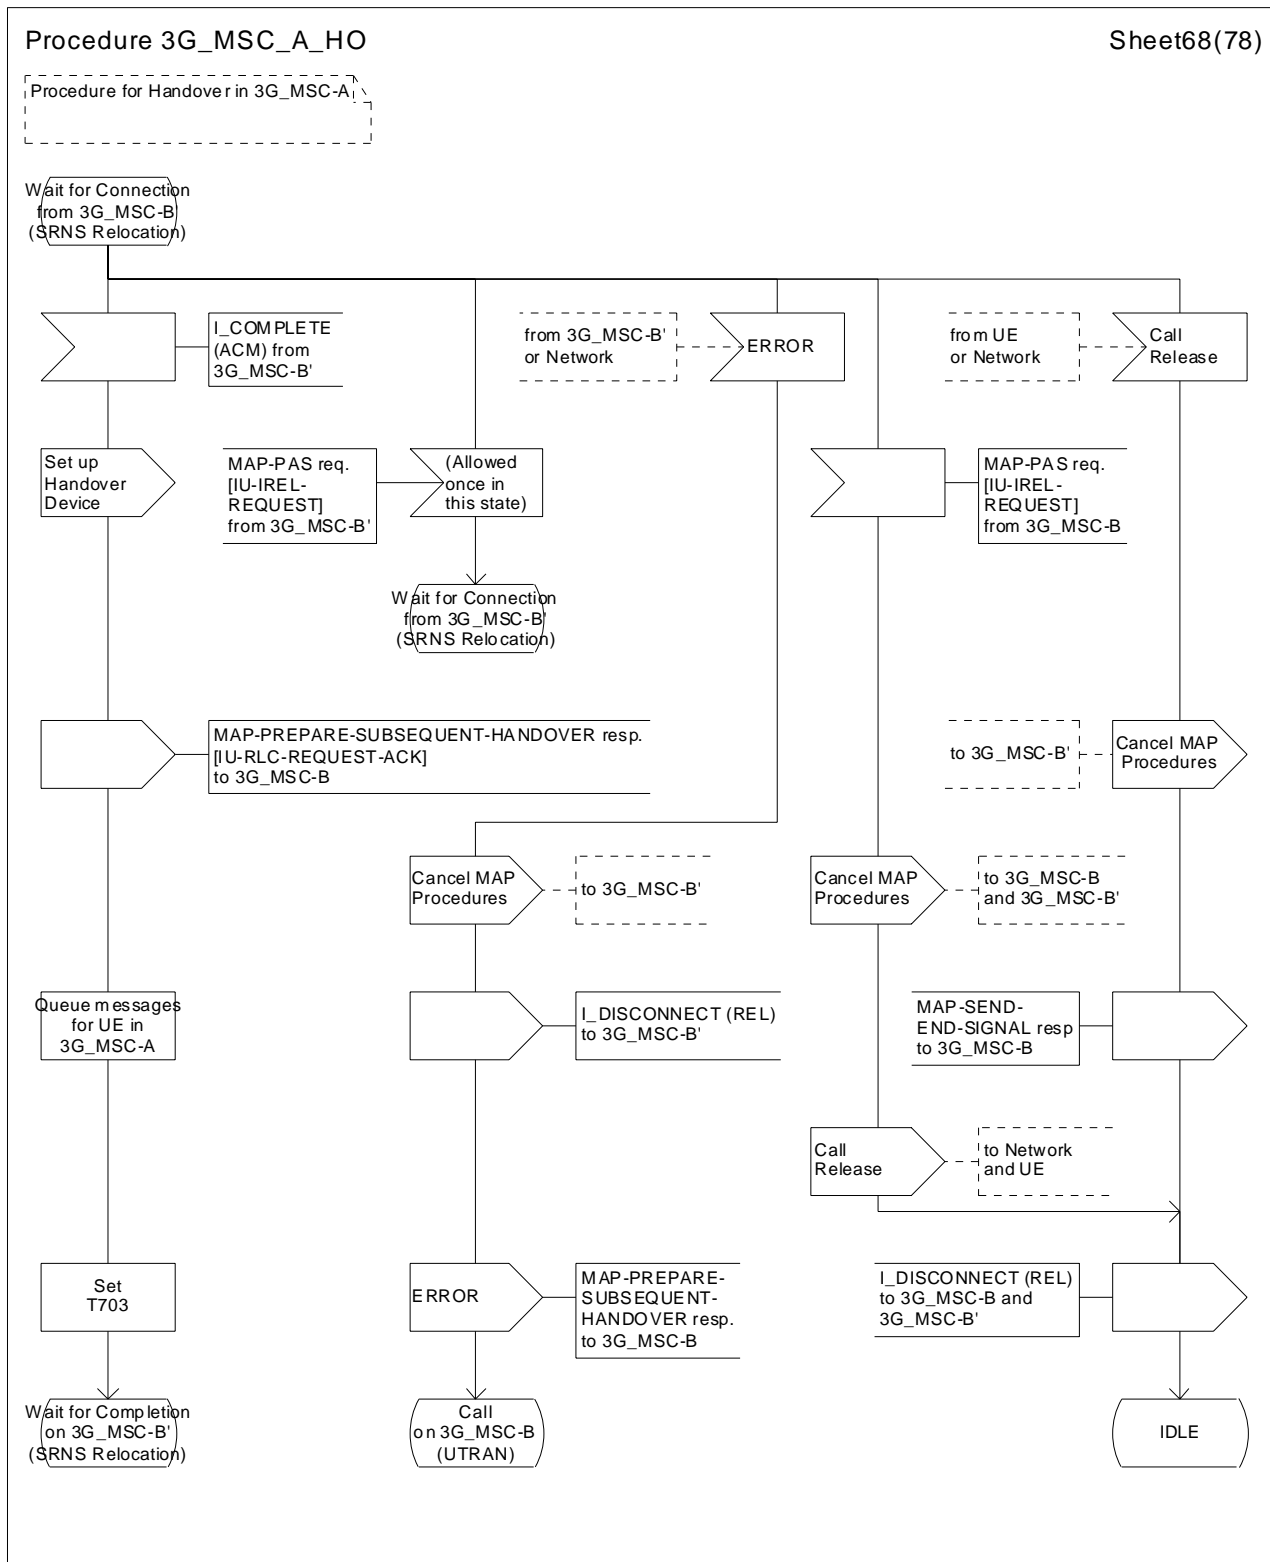 Procedure 3G_MSC_A_HO
Sheet68(78)
Procedure for Handover in 3G_MSC-A
Wait for Connection
from 3G_MSC-B'
(SRNS Relocation)
I_COMPLETE
(ACM) from
3G_MSC-B'
from 3G_MSC-B'
or Network
ERROR
from UE
or Network
Call
Release
Set up
Handover
Device
MAP-PAS req.
[IU-IREL-
REQUEST]
from 3G_MSC-B'
(Allowed
once in
this state)
MAP-PAS req.
[IU-IREL-
REQUEST]
from 3G_MSC-B
Wait for Connection
from 3G_MSC-B'
(SRNS Relocation)
MAP-PREPARE-SUBSEQUENT-HANDOVER resp.
[IU-RLC-REQUEST-ACK]
to 3G_MSC-B
to 3G_MSC-B'
Cancel MAP
Procedures
Cancel MAP
Procedures
to 3G_MSC-B'
Cancel MAP
Procedures
to 3G_MSC-B
and 3G_MSC-B'
Queue messages
for UE in
3G_MSC-A
I_DISCONNECT (REL)
to 3G_MSC-B'
MAP-SEND-
END-SIGNAL resp
to 3G_MSC-B
Call
Release
to Network
and UE
Set
T703
ERROR
MAP-PREPARE-
SUBSEQUENT-
HANDOVER resp.
to 3G_MSC-B
I_DISCONNECT (REL)
to 3G_MSC-B and
3G_MSC-B'
Wait for Completion
on 3G_MSC-B'
(SRNS Relocation)
Call
on 3G_MSC-B
(UTRAN)
IDLE